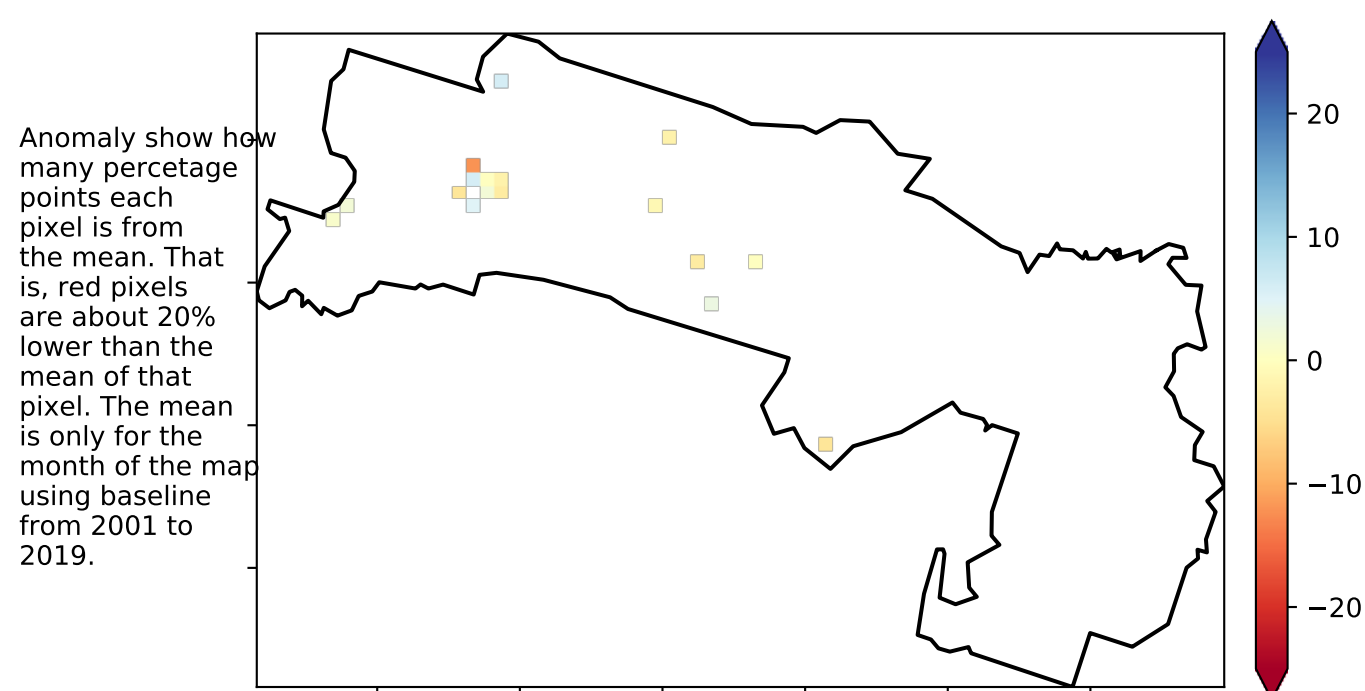 Anomaly show how
many percetage
points each
pixel is from
the mean. That
is, red pixels
are about 20%
lower than the
mean of that
pixel. The mean
is only for the
month of the map
using baseline
from 2001 to
2019.
20
10
0
−10
−20